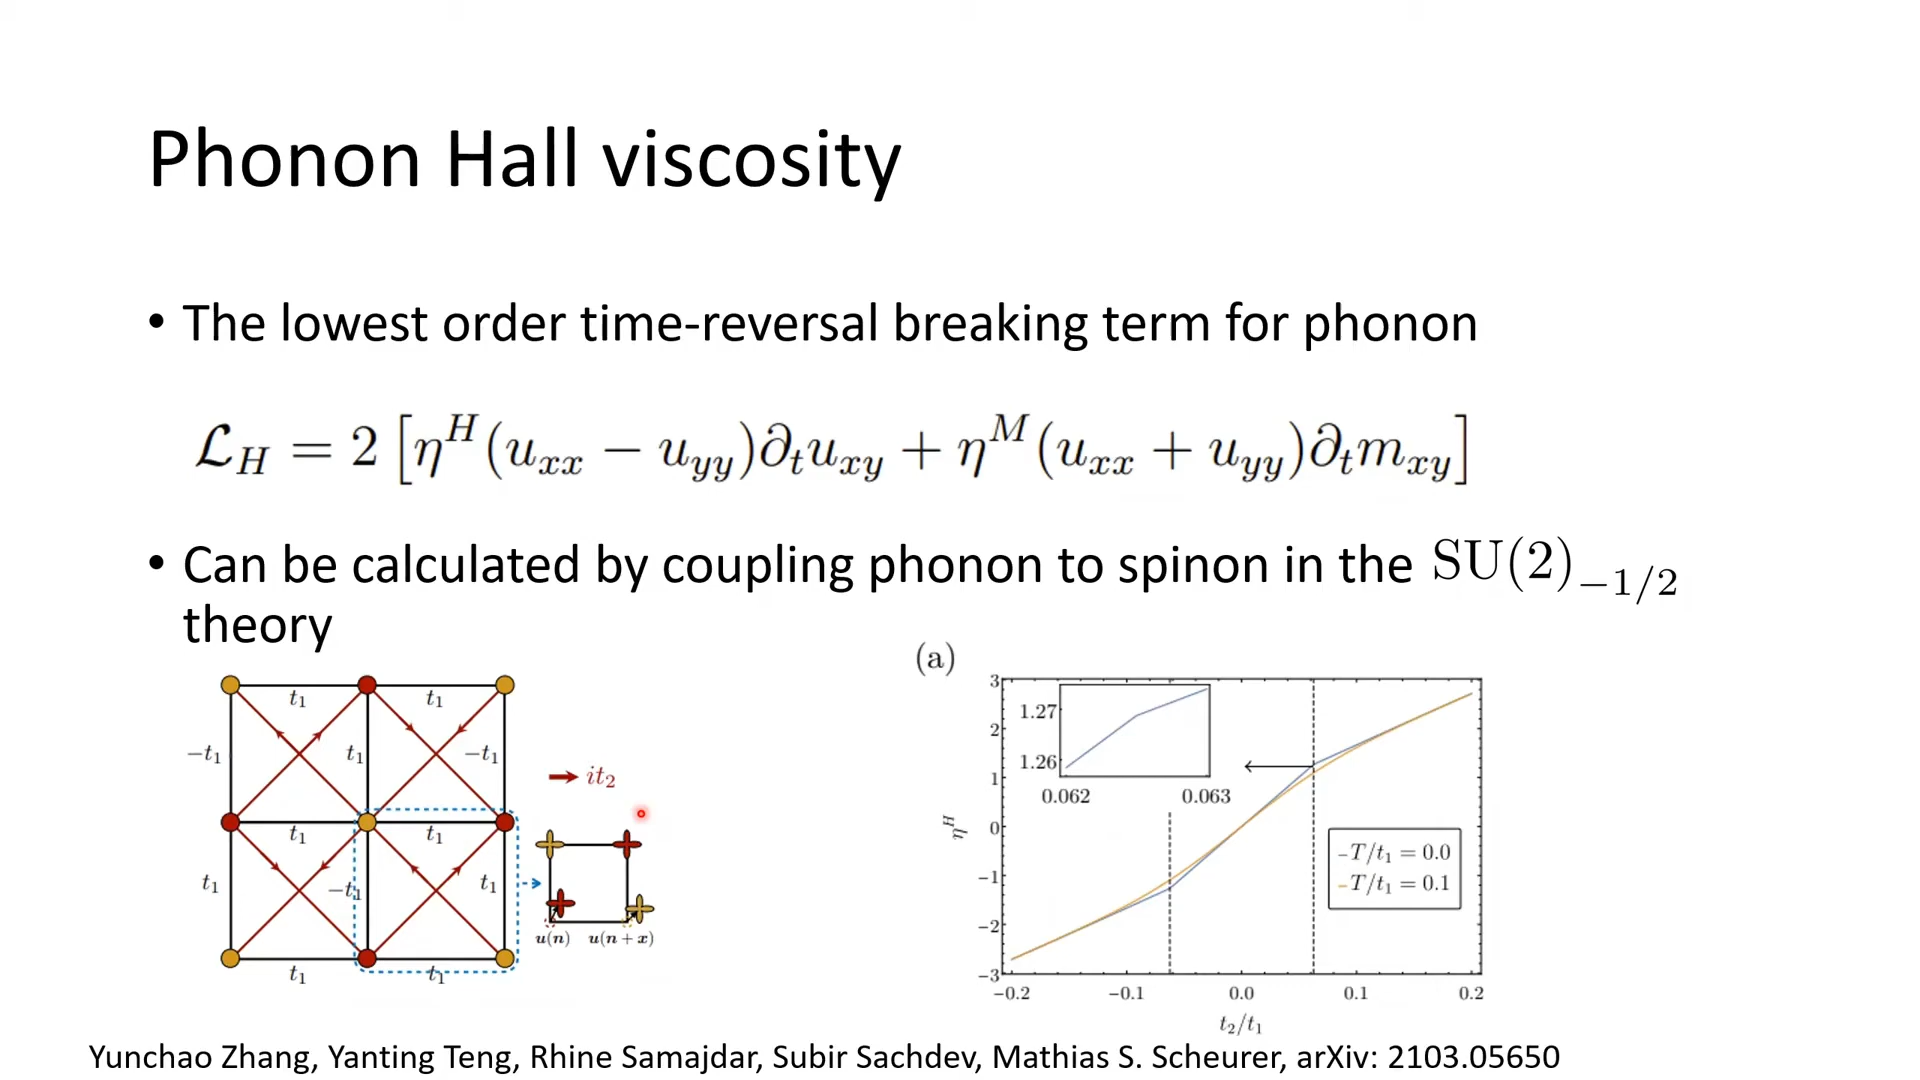 Phonon Hall viscosity
• The lowest order time-reversal breaking term for phonon
ℒ_H = 2 [η^H(u_xx − u_yy)∂_t u_xy + η^M(u_xx + u_yy)∂_t m_xy]
• Can be calculated by coupling phonon to spinon in the SU(2)_{−1/2}
theory
(a)
t₁ t₁
−t₁ t₁ −t₁
it₂
t₁ t₁
t₁ −t₁ t₁
u(n) u(n + x)
t₁ t₁
3
2
1
0
−1
−2
−3
η^H
1.27
1.26
0.062 0.063
−T/t₁ = 0.0
−T/t₁ = 0.1
−0.2 −0.1 0.0 0.1 0.2
t₂/t₁
Yunchao Zhang, Yanting Teng, Rhine Samajdar, Subir Sachdev, Mathias S. Scheurer, arXiv: 2103.05650